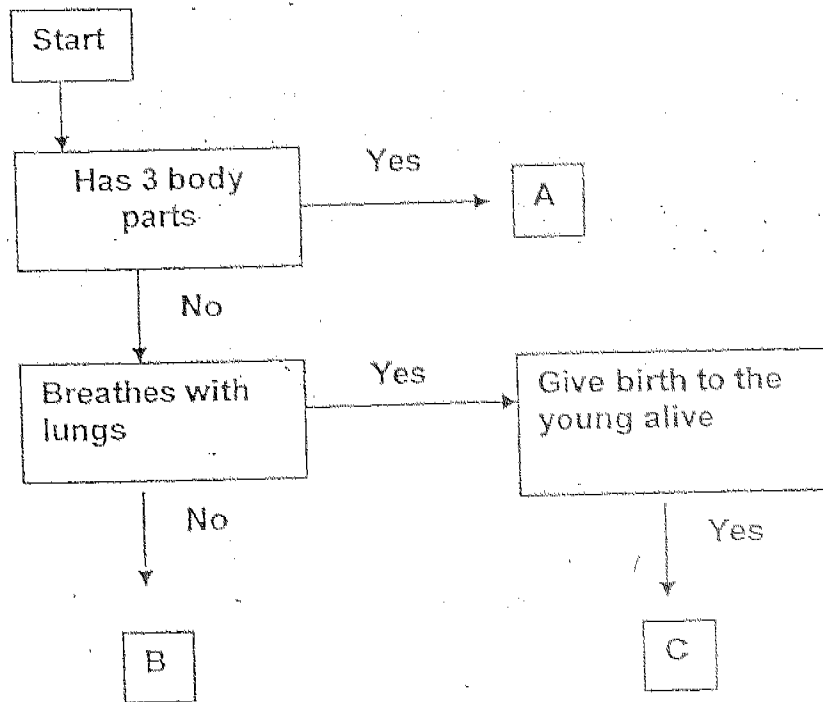 Start
Has 3 body
parts
Yes
A
No
Breathes with
lungs
Yes
Give birth to the
young alive
No
Yes
B
C